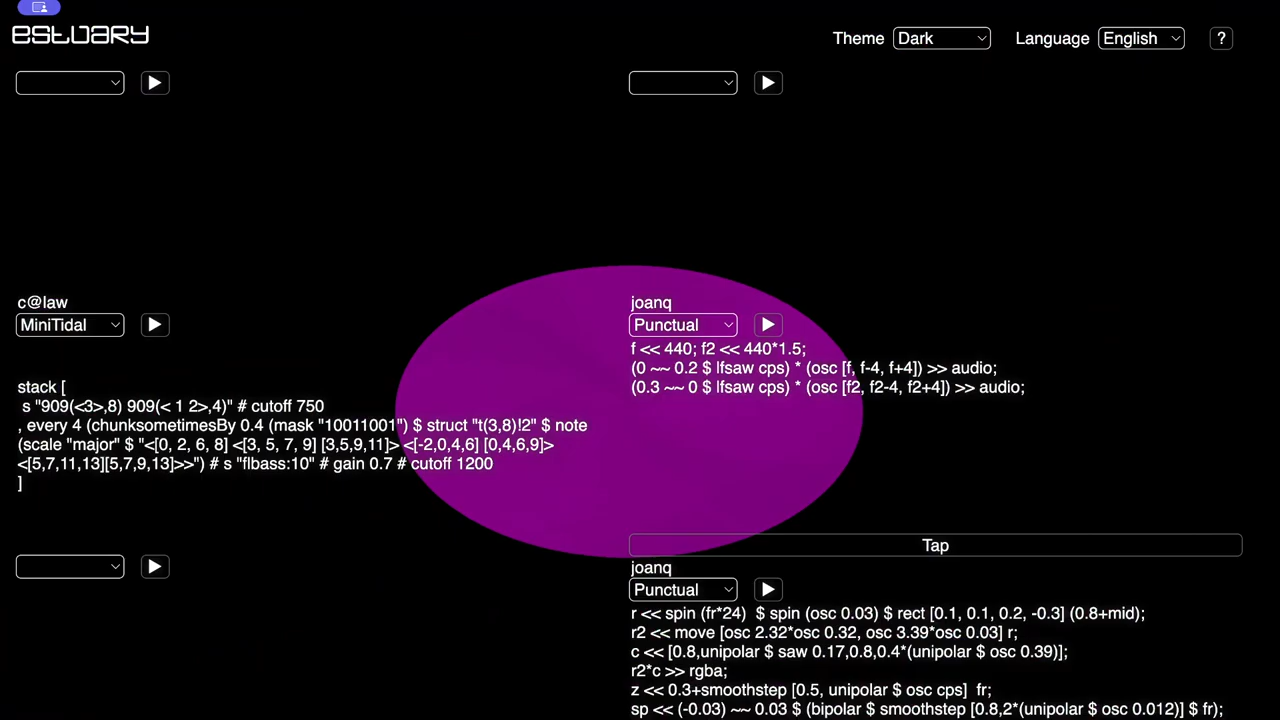 estuary
Theme Dark Language English ?
c@law
MiniTidal
stack [
s "909(<3>,8) 909(< 1 2>,4)" # cutoff 750
, every 4 (chunksometimesBy 0.4 (mask "10011001") $ struct "t(3,8)!2" $ note
(scale "major" $ "<[0, 2, 6, 8] <[3, 5, 7, 9] [3,5,9,11]> <[-2,0,4,6] [0,4,6,9]>
<[5,7,11,13][5,7,9,13]>>") # s "flbass:10" # gain 0.7 # cutoff 1200
]
joanq
Punctual
f << 440; f2 << 440*1.5;
(0 ~~ 0.2 $ lfsaw cps) * (osc [f, f-4, f+4]) >> audio;
(0.3 ~~ 0 $ lfsaw cps) * (osc [f2, f2-4, f2+4]) >> audio;
Tap
joanq
Punctual
r << spin (fr*24) $ spin (osc 0.03) $ rect [0.1, 0.1, 0.2, -0.3] (0.8+mid);
r2 << move [osc 2.32*osc 0.32, osc 3.39*osc 0.03] r;
c << [0.8,unipolar $ saw 0.17,0.8,0.4*(unipolar $ osc 0.39)];
r2*c >> rgba;
z << 0.3+smoothstep [0.5, unipolar $ osc cps] fr;
sp << (-0.03) ~~ 0.03 $ (bipolar $ smoothstep [0.8,2*(unipolar $ osc 0.012)] $ fr);